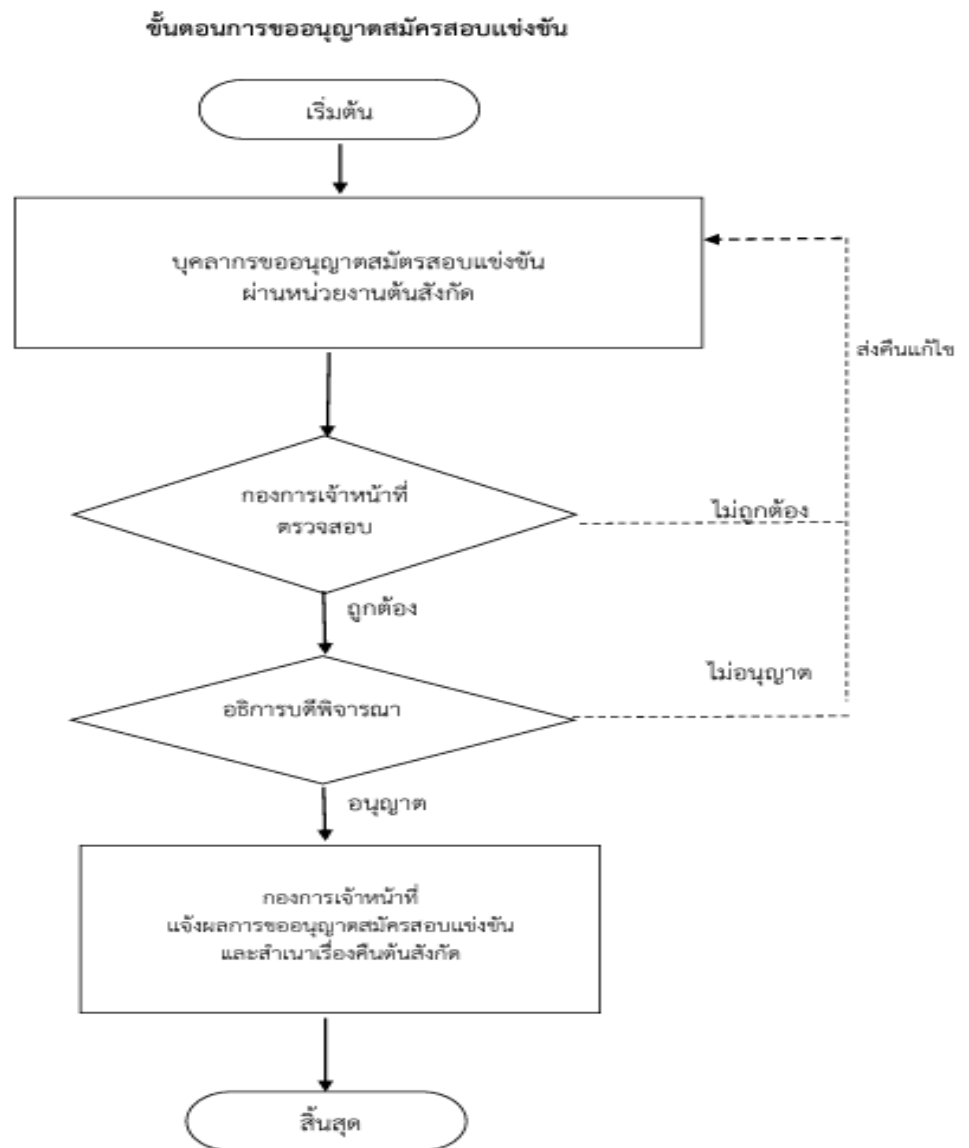 ขั้นตอนการขออนุญาตสมัครสอบแข่งขัน
เริ่มต้น
บุคลากรขออนุญาตสมัตรสอบแข่งขัน
ผ่านหน่วยงานต้นสังกัด
ส่งคืนแก้ไข
กองการเจ้าหน้าที่
ตรวจสอบ
ไม่ถูกต้อง
ถูกต้อง
ไม่อนุญาต
อธิการบดีพิจารณา
อนุญาต
กองการเจ้าหน้าที่
แจ้งผลการขออนุญาตสมัครสอบแข่งขัน
และสำเนาเรื่องคืนต้นสังกัด
สิ้นสุด